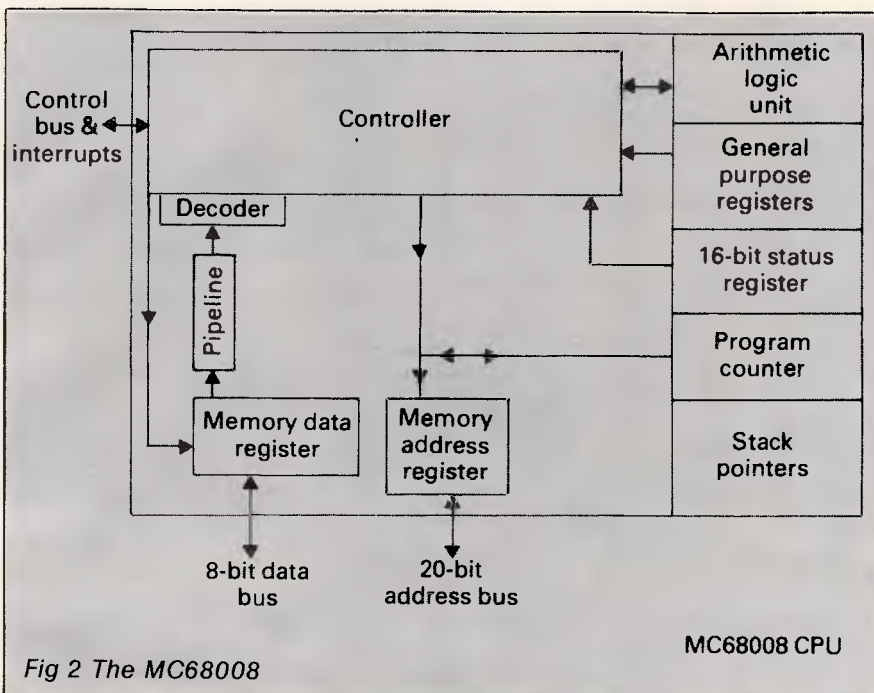 Control
bus &
interrupts
Controller
Decoder
Pipeline
Memory data
register
Memory
address
register
Arithmetic
logic
unit
General
purpose
registers
16-bit status
register
Program
counter
Stack
pointers
8-bit data
bus
20-bit
address bus
MC68008 CPU
Fig 2 The MC68008